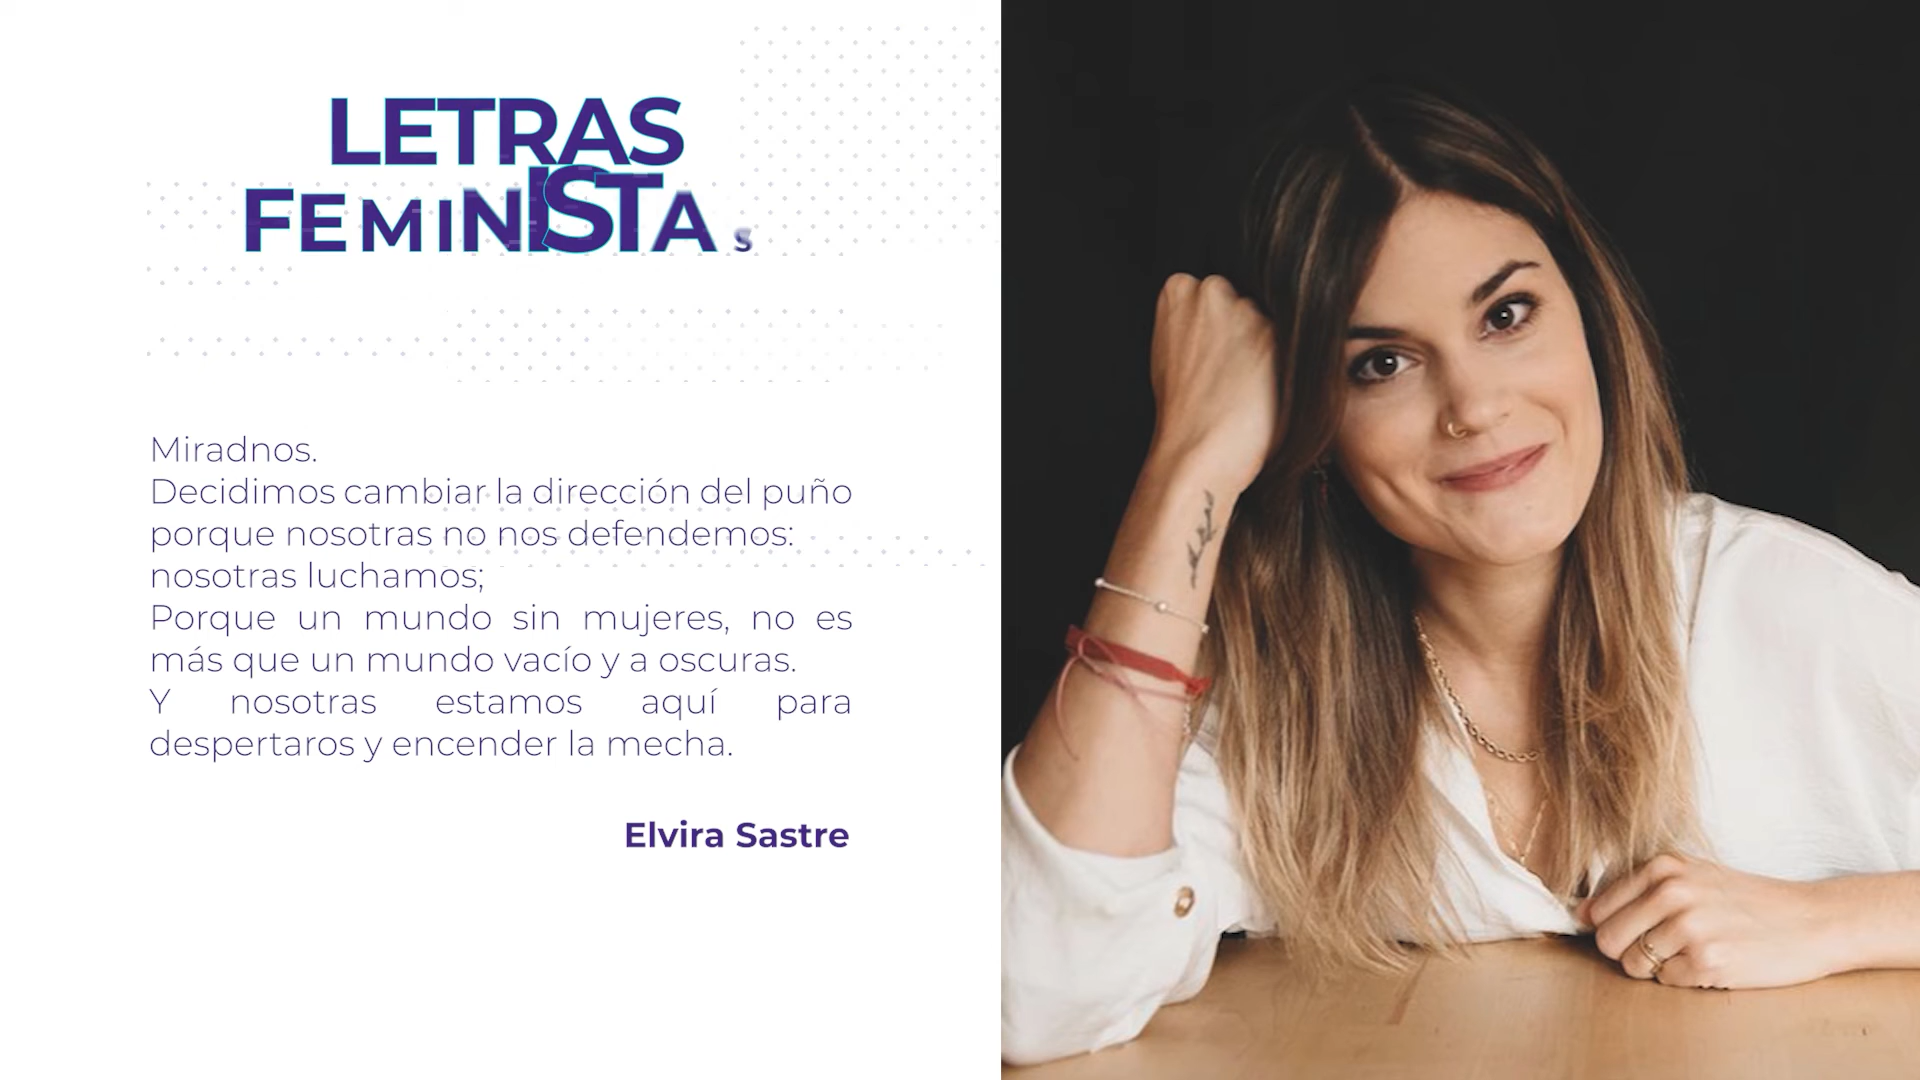 LETRAS
FEMINISTAS
Miradnos.
Decidimos cambiar la dirección del puño
porque nosotras no nos defendemos:
nosotras luchamos;
Porque un mundo sin mujeres, no es
más que un mundo vacío y a oscuras.
Y nosotras estamos aquí para
despertaros y encender la mecha.
Elvira Sastre